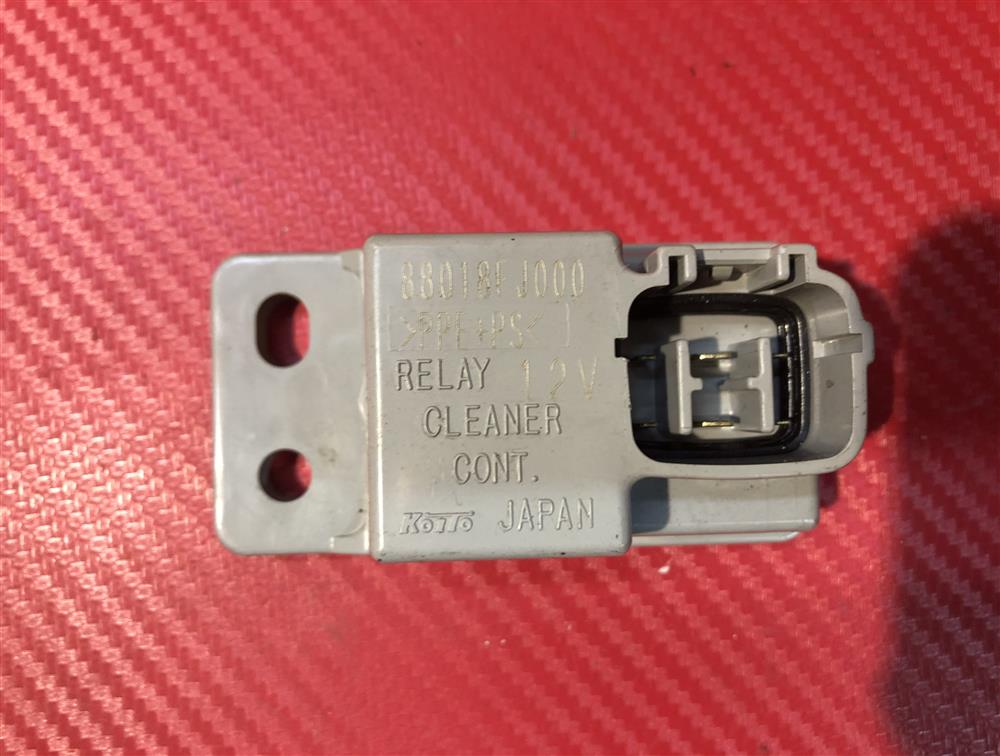 88018FJ000
>PPE+PS<
RELAY 12V
CLEANER
CONT.
KOITO JAPAN